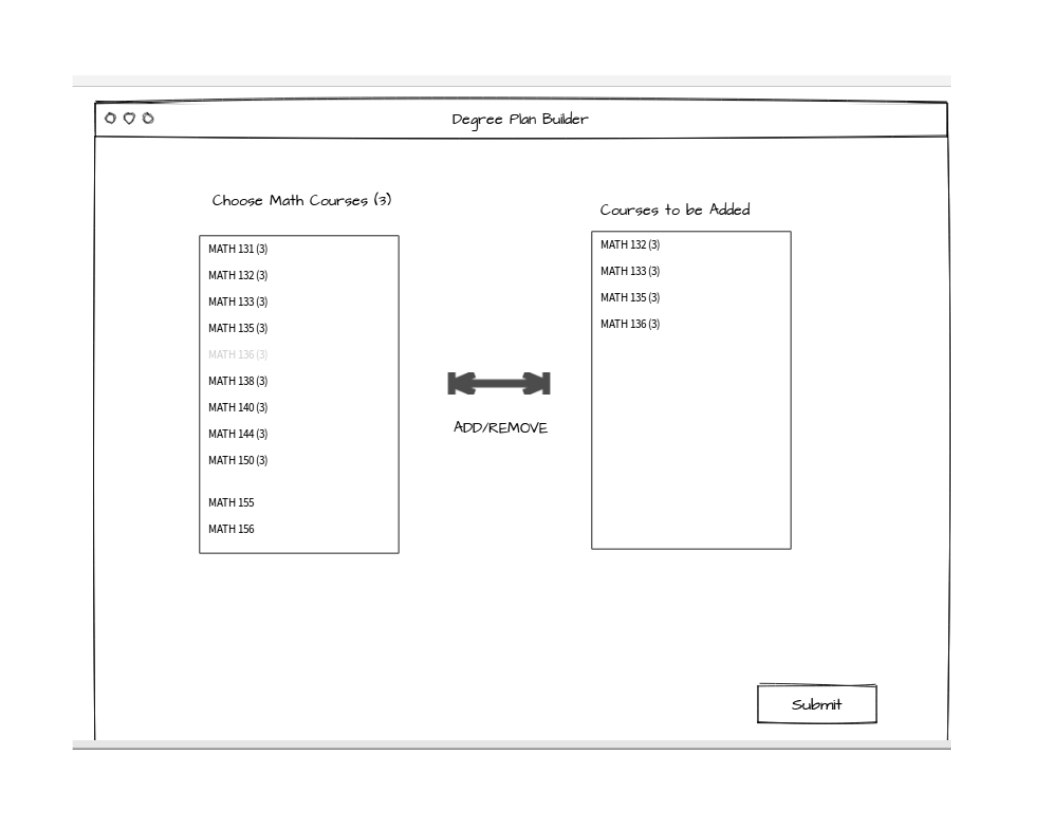 Degree Plan Builder
Choose Math Courses (3)
MATH 131 (3)
MATH 132 (3)
MATH 133 (3)
MATH 135 (3)
MATH 136 (3)
MATH 138 (3)
MATH 140 (3)
MATH 144 (3)
MATH 150 (3)
MATH 155
MATH 156
ADD/REMOVE
Courses to be Added
MATH 132 (3)
MATH 133 (3)
MATH 135 (3)
MATH 136 (3)
Submit